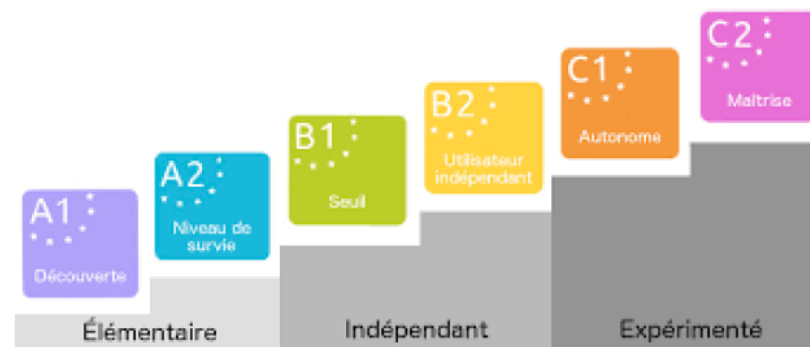 A1
Découverte
A2
Niveau de
survie
B1
Seuil
B2
Utilisateur
indépendant
C1
Autonome
C2
Maîtrise
Élémentaire
Indépendant
Expérimenté